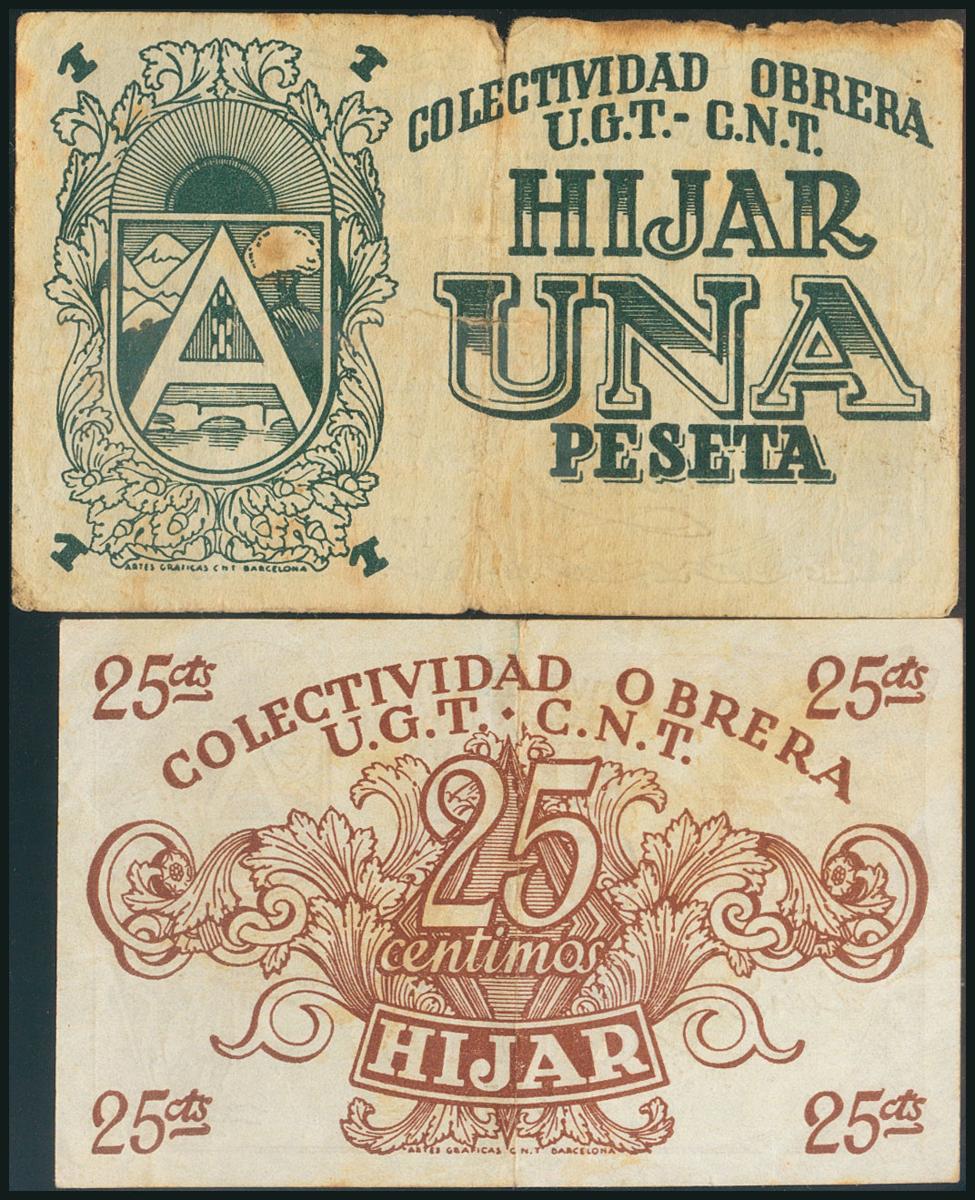 1 1
COLECTIVIDAD OBRERA
U.G.T.- C.N.T.
HIJAR
UNA
PESETA
A
1 1
ARTES GRAFICAS C N T BARCELONA
25cts 25cts
COLECTIVIDAD OBRERA
U.G.T. · C.N.T.
25
centimos
HIJAR
25cts 25cts
ARTES GRAFICAS C N.T BARCELONA